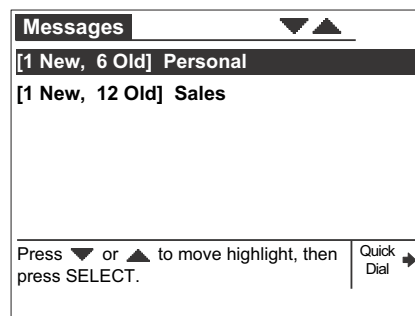 Messages
[1 New, 6 Old] Personal
[1 New, 12 Old] Sales
Press ▼ or ▲ to move highlight, then
press SELECT.
Quick
Dial